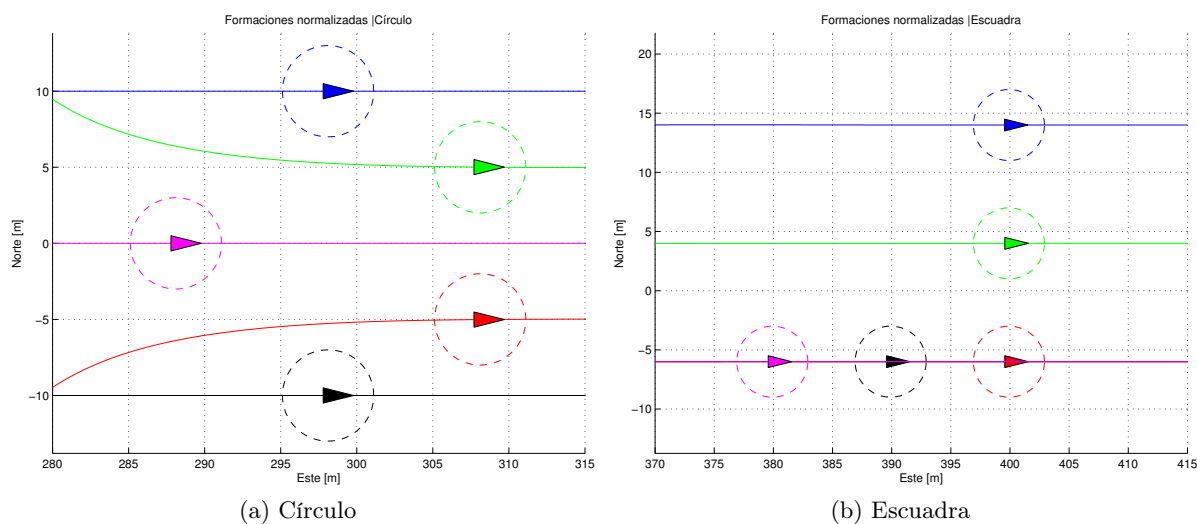 Formaciones normalizadas |Círculo
10
5
0
−5
−10
Norte [m]
280 285 290 295 300 305 310 315
Este [m]
(a) Círculo
Formaciones normalizadas |Escuadra
20
15
10
5
0
−5
−10
Norte [m]
370 375 380 385 390 395 400 405 410 415
Este [m]
(b) Escuadra